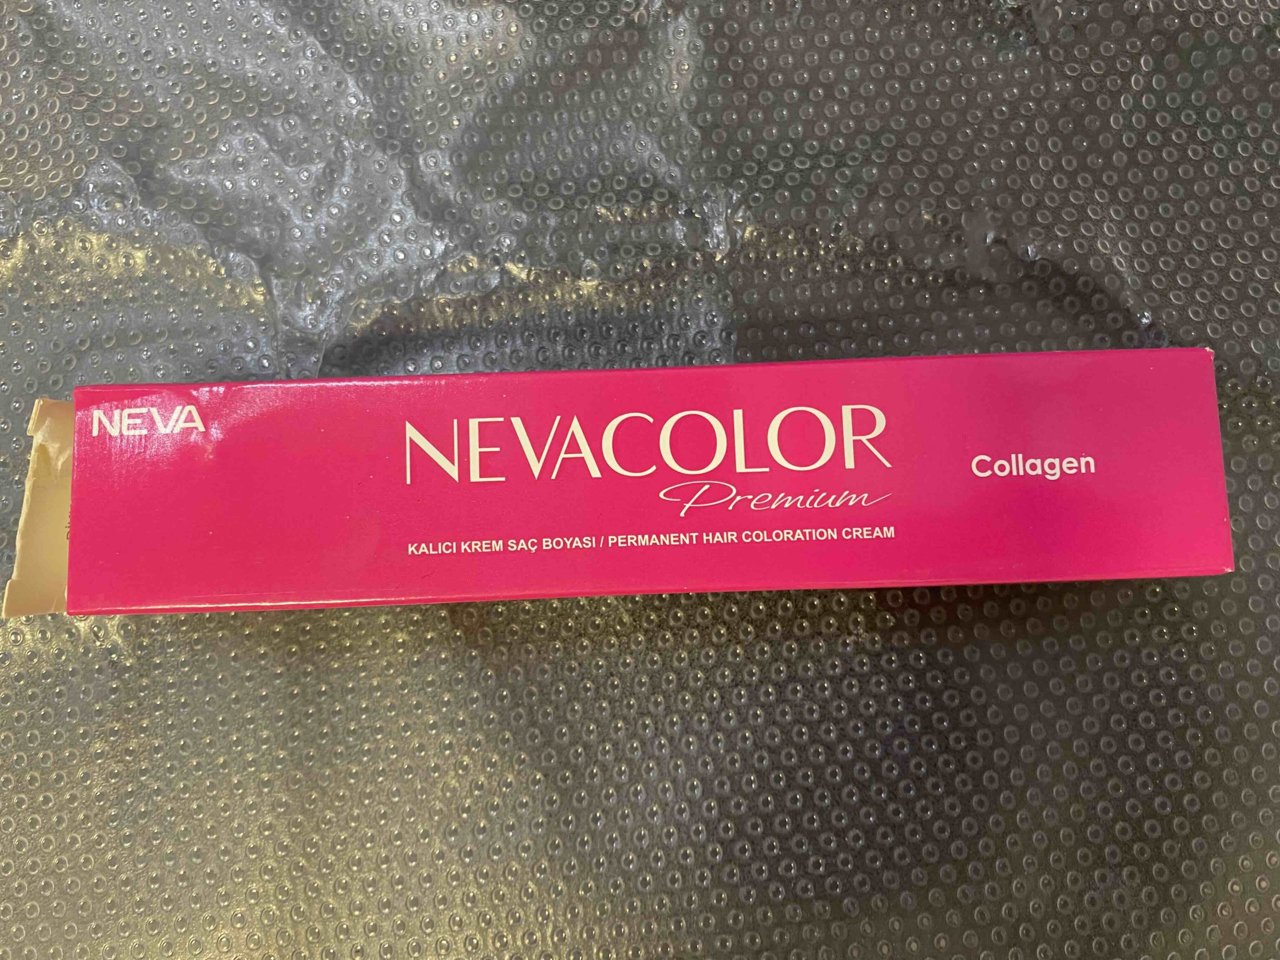 NEVA
NEVACOLOR
Premium
Collagen
KALICI KREM SAÇ BOYASI / PERMANENT HAIR COLORATION CREAM